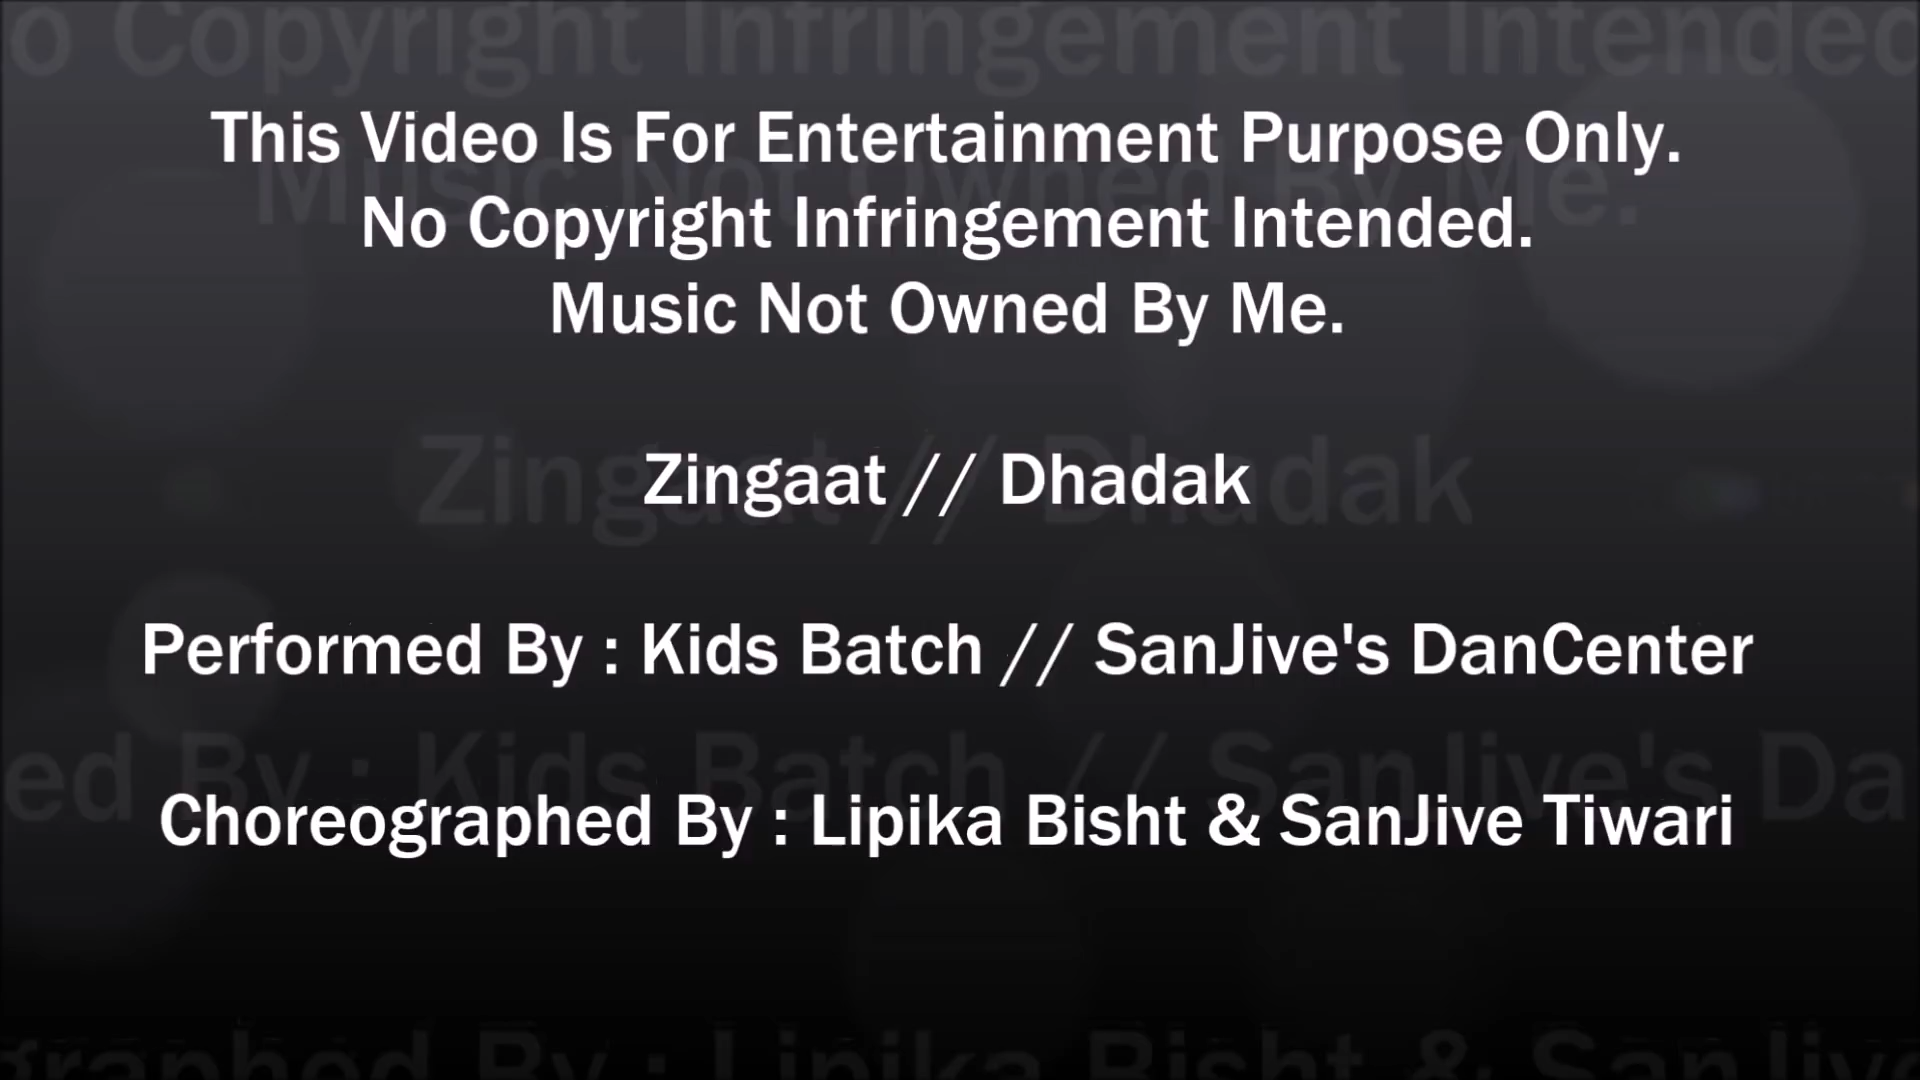 This Video Is For Entertainment Purpose Only.
No Copyright Infringement Intended.
Music Not Owned By Me.
Zingaat // Dhadak
Performed By : Kids Batch // SanJive's DanCenter
Choreographed By : Lipika Bisht & SanJive Tiwari